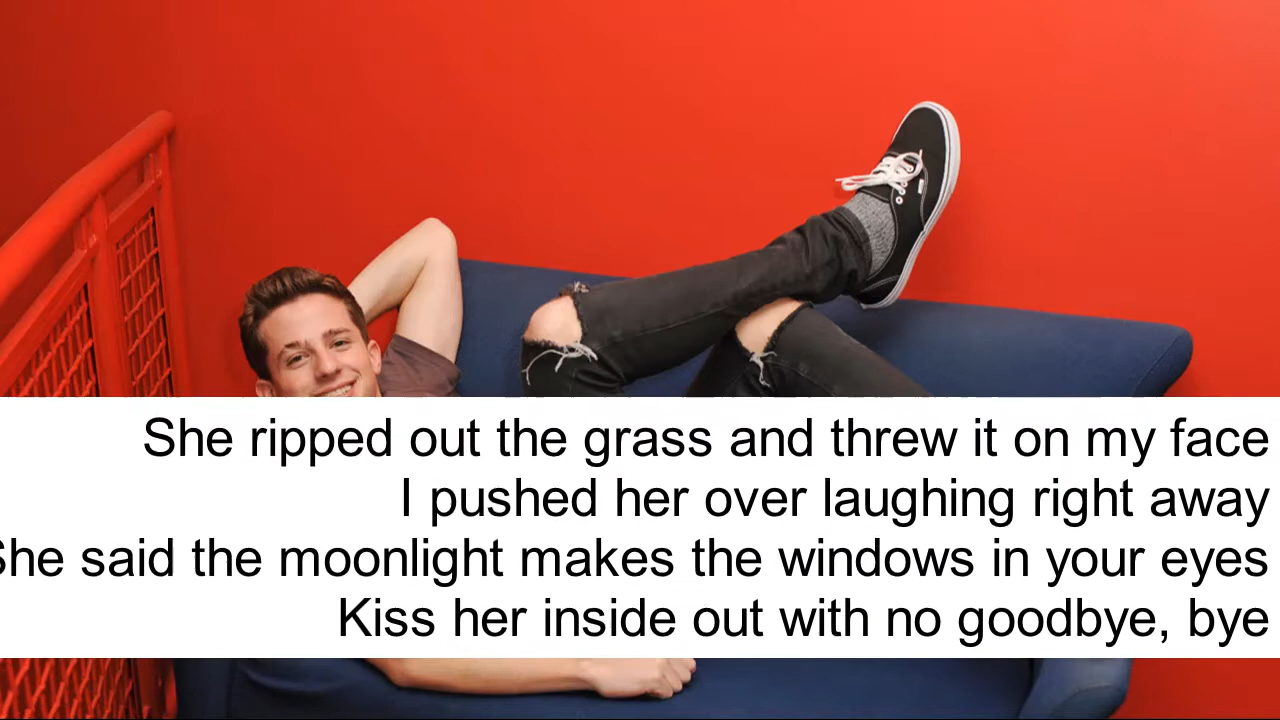 She ripped out the grass and threw it on my face
I pushed her over laughing right away
She said the moonlight makes the windows in your eyes
Kiss her inside out with no goodbye, bye